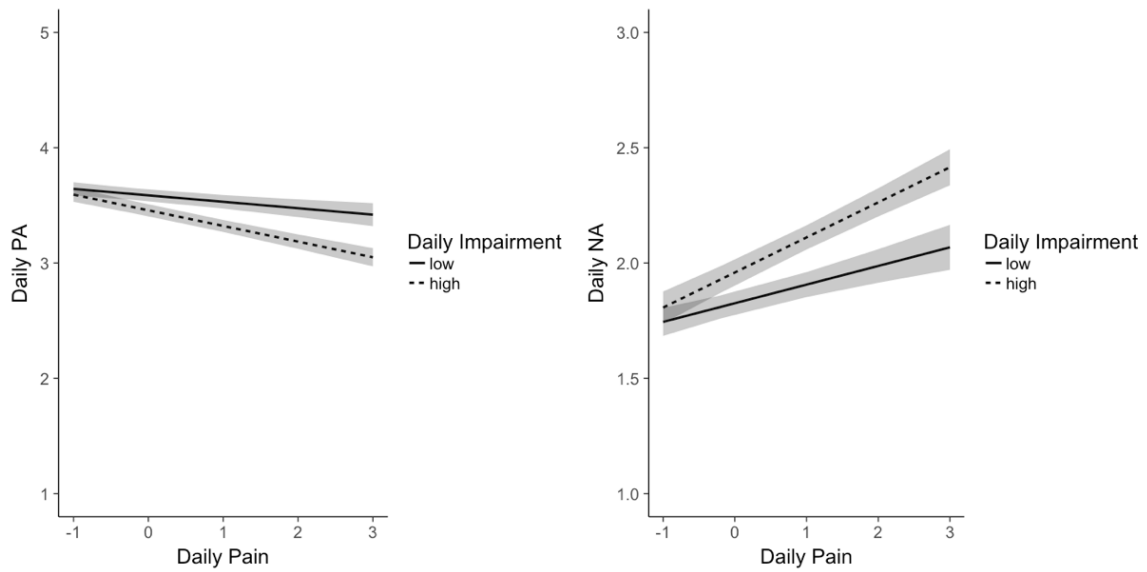 5
4
3
2
1
Daily PA
-1 0 1 2 3
Daily Pain
Daily Impairment
low
high
3.0
2.5
2.0
1.5
1.0
Daily NA
-1 0 1 2 3
Daily Pain
Daily Impairment
low
high